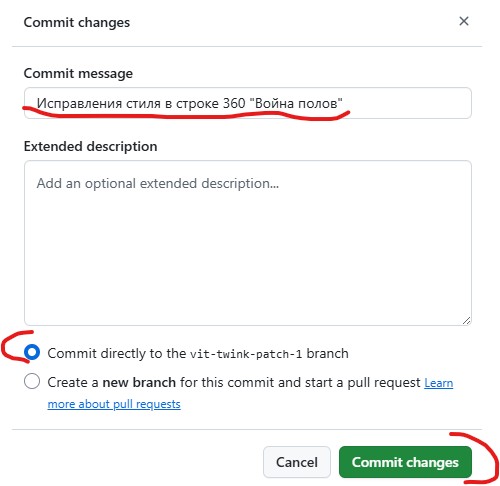 Commit changes
Commit message
Исправления стиля в строке 360 "Война полов"
Extended description
Add an optional extended description...
Commit directly to the vit-twink-patch-1 branch
Create a new branch for this commit and start a pull request Learn
more about pull requests
Cancel
Commit changes